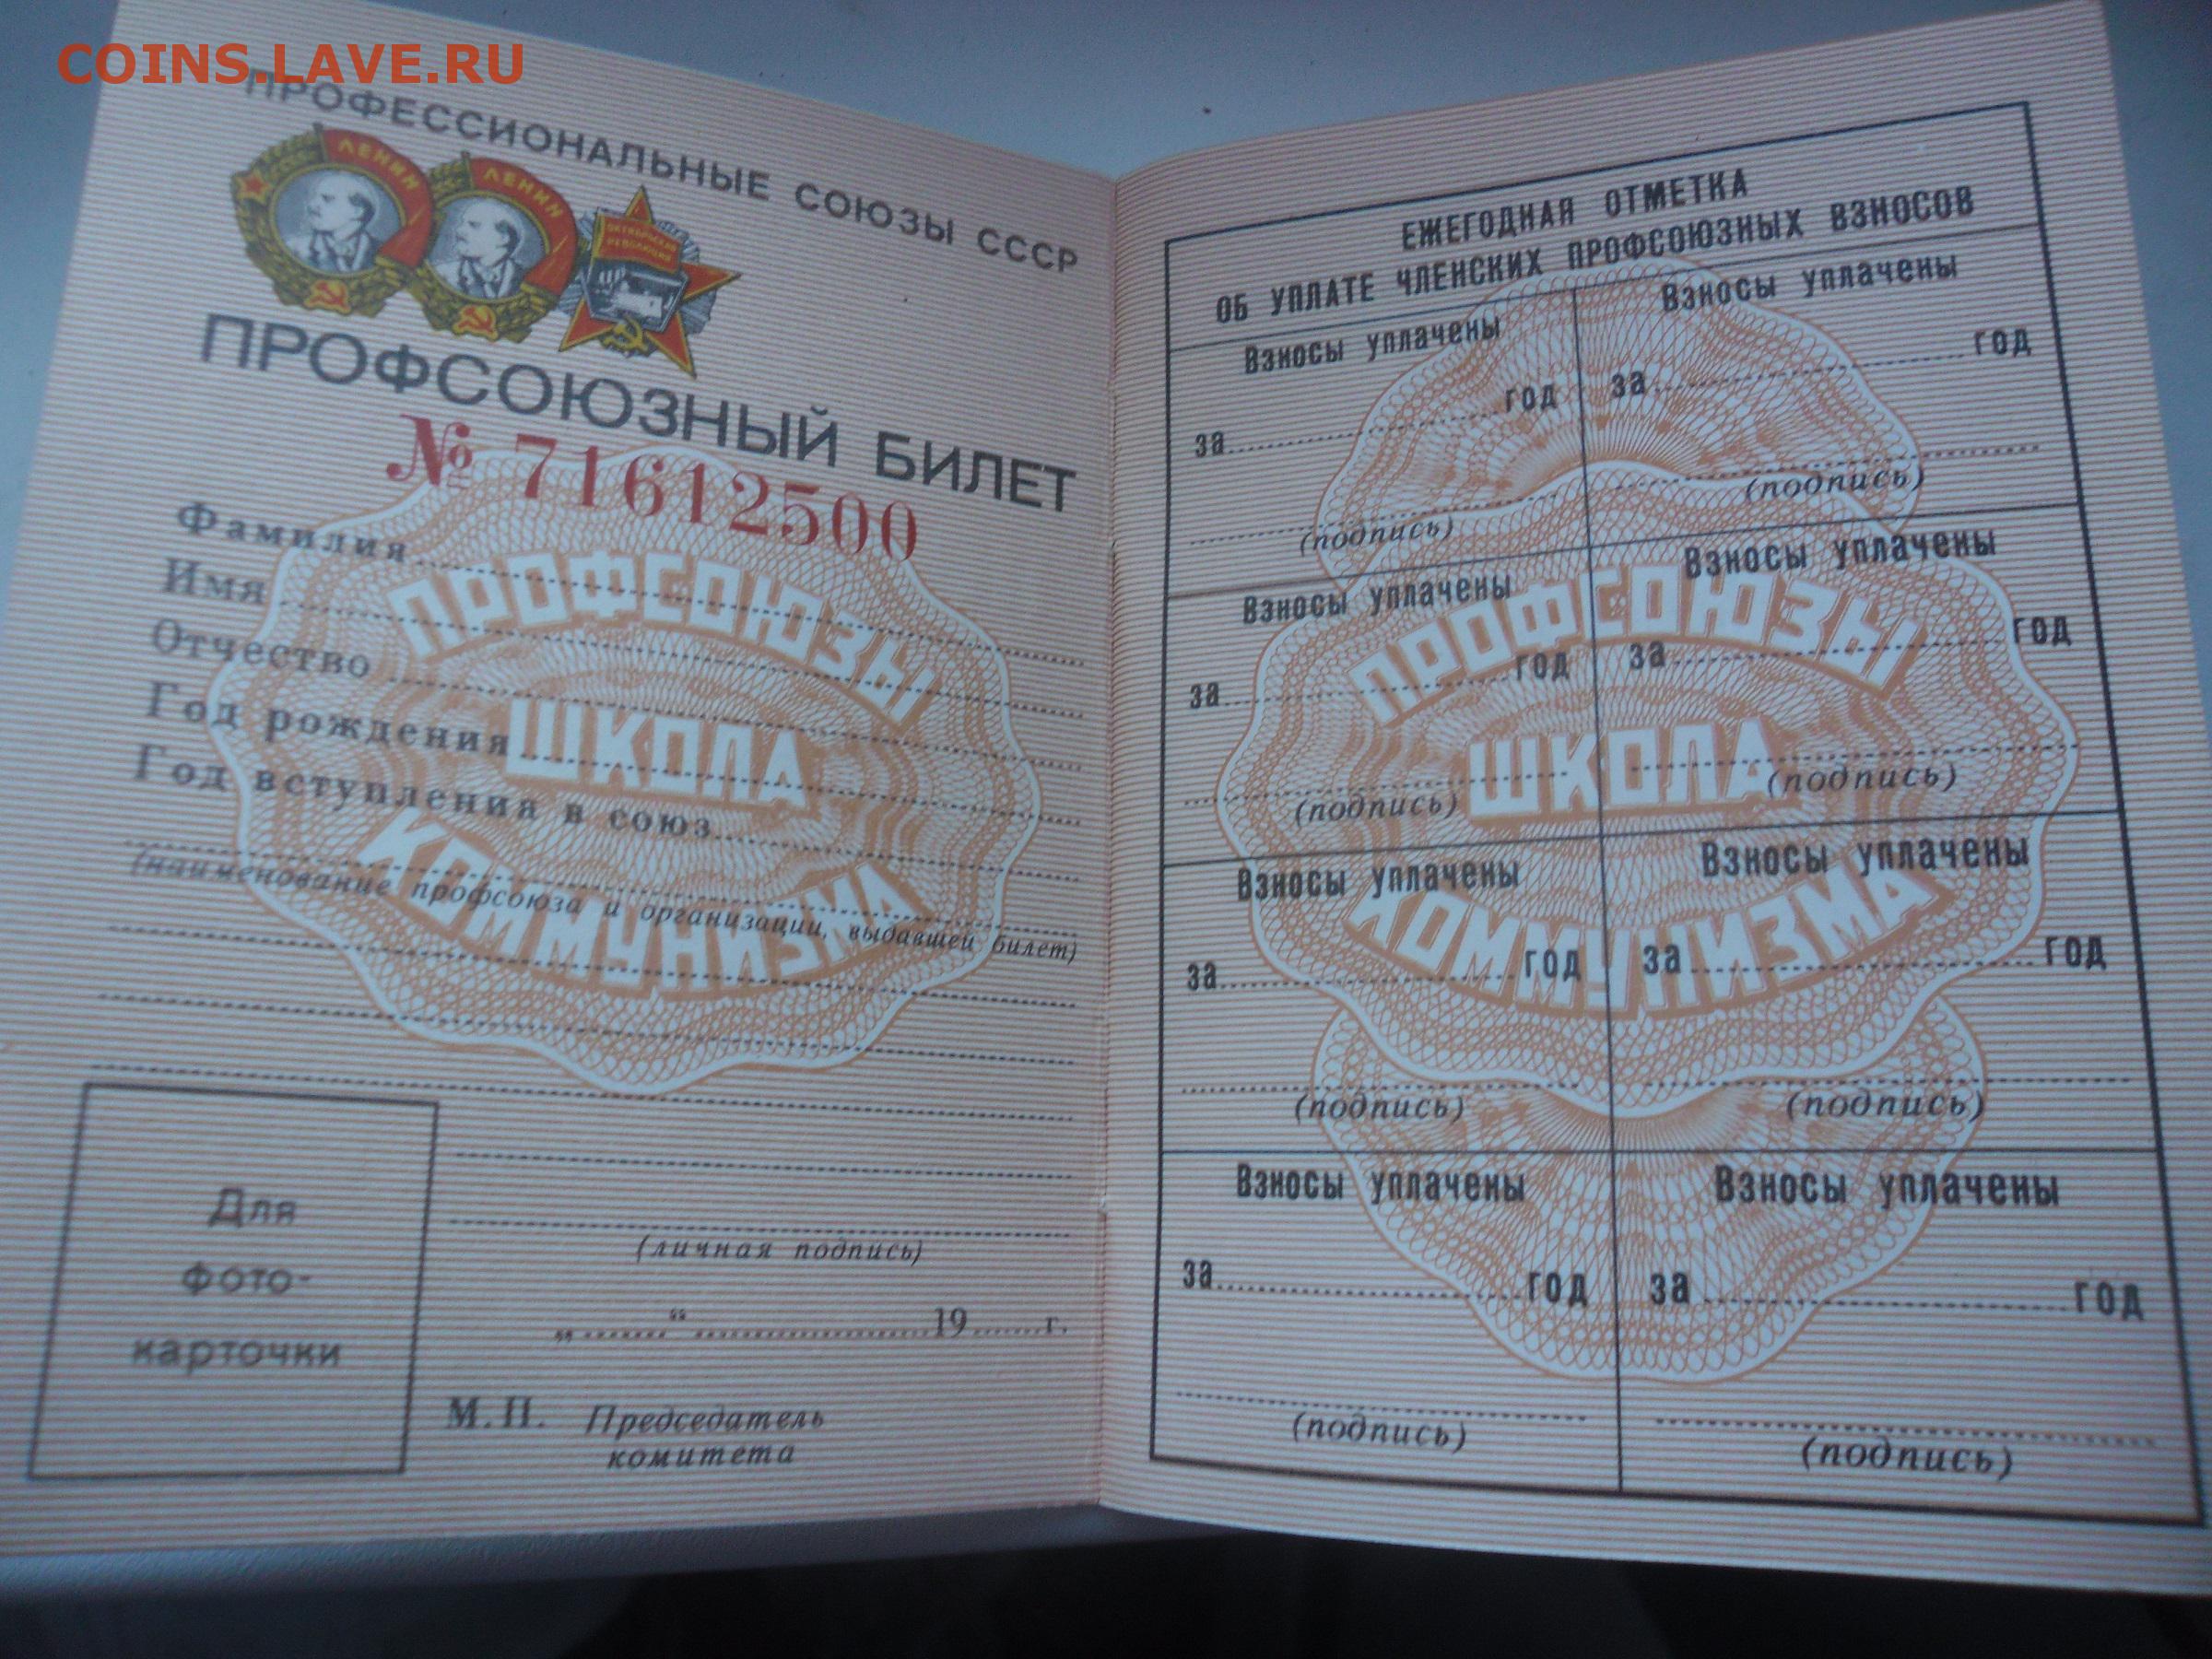 COINS.LAVE.RU
ПРОФЕССИОНАЛЬНЫЕ СОЮЗЫ СССР
ЛЕНИН
ЛЕНИН
ОКТЯБРЬСКАЯ
РЕВОЛЮЦИЯ
ПРОФСОЮЗНЫЙ БИЛЕТ
№ 71612500
Фамилия
Имя
Отчество
Год рождения
Год вступления в союз
(наименование профсоюза и организации, выдавшей билет)
ПРОФСОЮЗЫ
ШКОЛА
КОММУНИЗМА
Для
фото-
карточки
(личная подпись)
„.......“ ....................... 19.......г.
М.П. Председатель
комитета
ЕЖЕГОДНАЯ ОТМЕТКА
ОБ УПЛАТЕ ЧЛЕНСКИХ ПРОФСОЮЗНЫХ ВЗНОСОВ
Взносы уплачены
за.......................год
(подпись)
Взносы уплачены
за.......................год
(подпись)
Взносы уплачены
за.......................год
(подпись)
Взносы уплачены
за.......................год
(подпись)
Взносы уплачены
за.......................год
(подпись)
Взносы уплачены
за.......................год
(подпись)
Взносы уплачены
за.......................год
(подпись)
Взносы уплачены
за.......................год
(подпись)
ПРОФСОЮЗЫ
ШКОЛА
КОММУНИЗМА